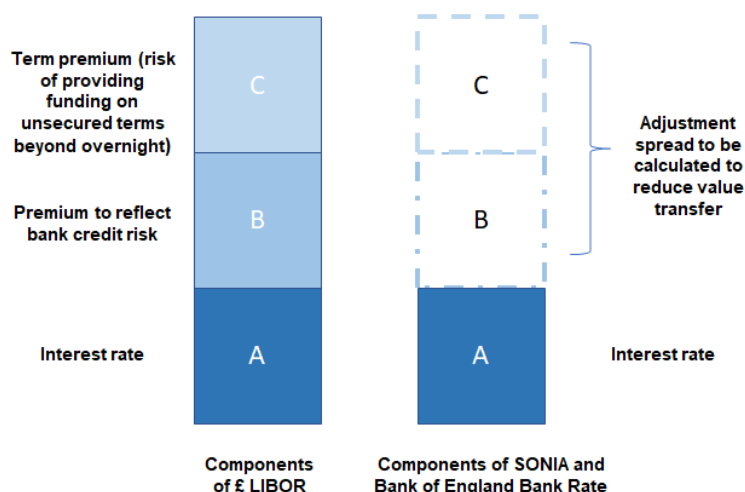 Term premium (risk
of providing
funding on
unsecured terms
beyond overnight)
C
C
Adjustment
spread to be
calculated to
reduce value
transfer
Premium to reflect
bank credit risk
B
B
Interest rate
A
A
Interest rate
Components
of £ LIBOR
Components of SONIA and
Bank of England Bank Rate